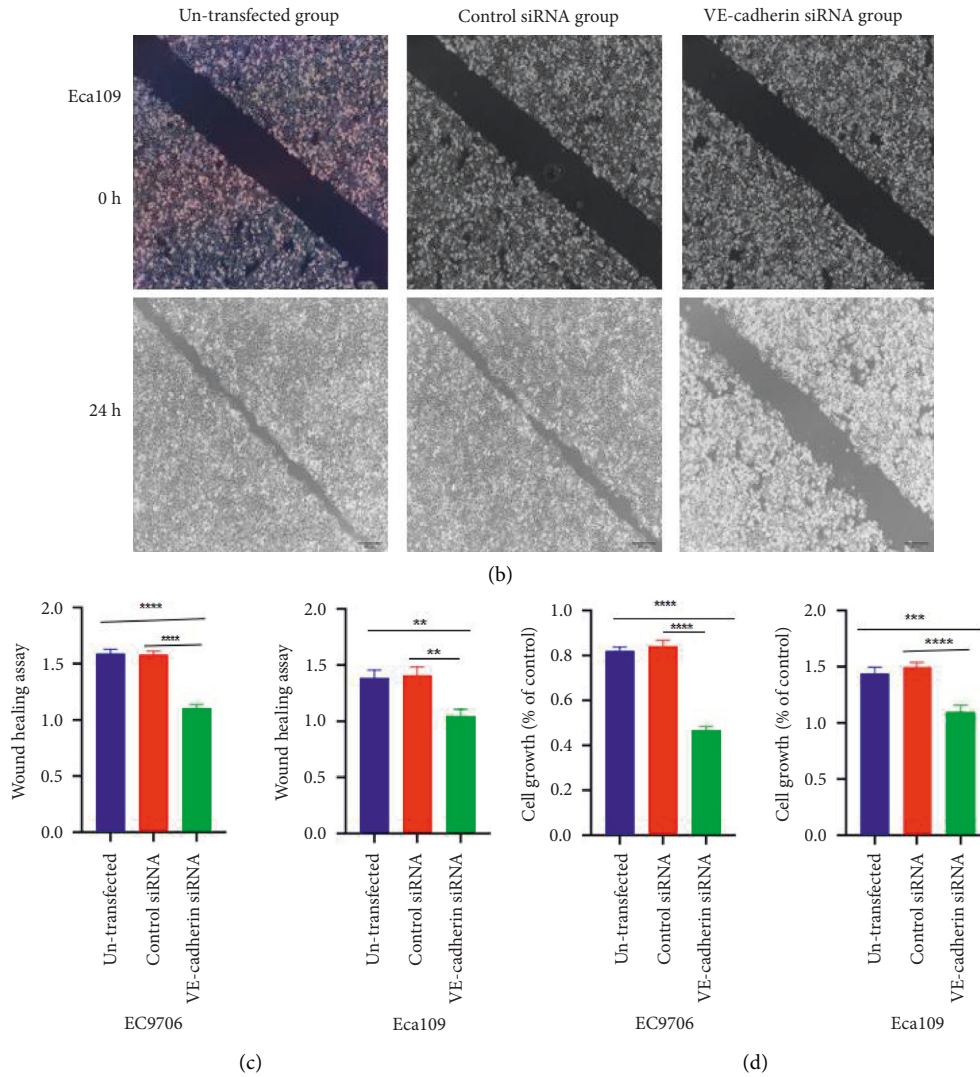 Un-transfected group
Control siRNA group
VE-cadherin siRNA group
Eca109
0 h
24 h
(b)
Wound healing assay
2.0
1.5
1.0
0.5
0.0
****
****
Un-transfected
Control siRNA
VE-cadherin siRNA
EC9706
Wound healing assay
2.0
1.5
1.0
0.5
0.0
**
**
Un-transfected
Control siRNA
VE-cadherin siRNA
Eca109
(c)
Cell growth (% of control)
1.0
0.8
0.6
0.4
0.2
0.0
****
****
Un-transfected
Control siRNA
VE-cadherin siRNA
EC9706
Cell growth (% of control)
2.0
1.5
1.0
0.5
0.0
***
****
Un-transfected
Control siRNA
VE-cadherin siRNA
Eca109
(d)